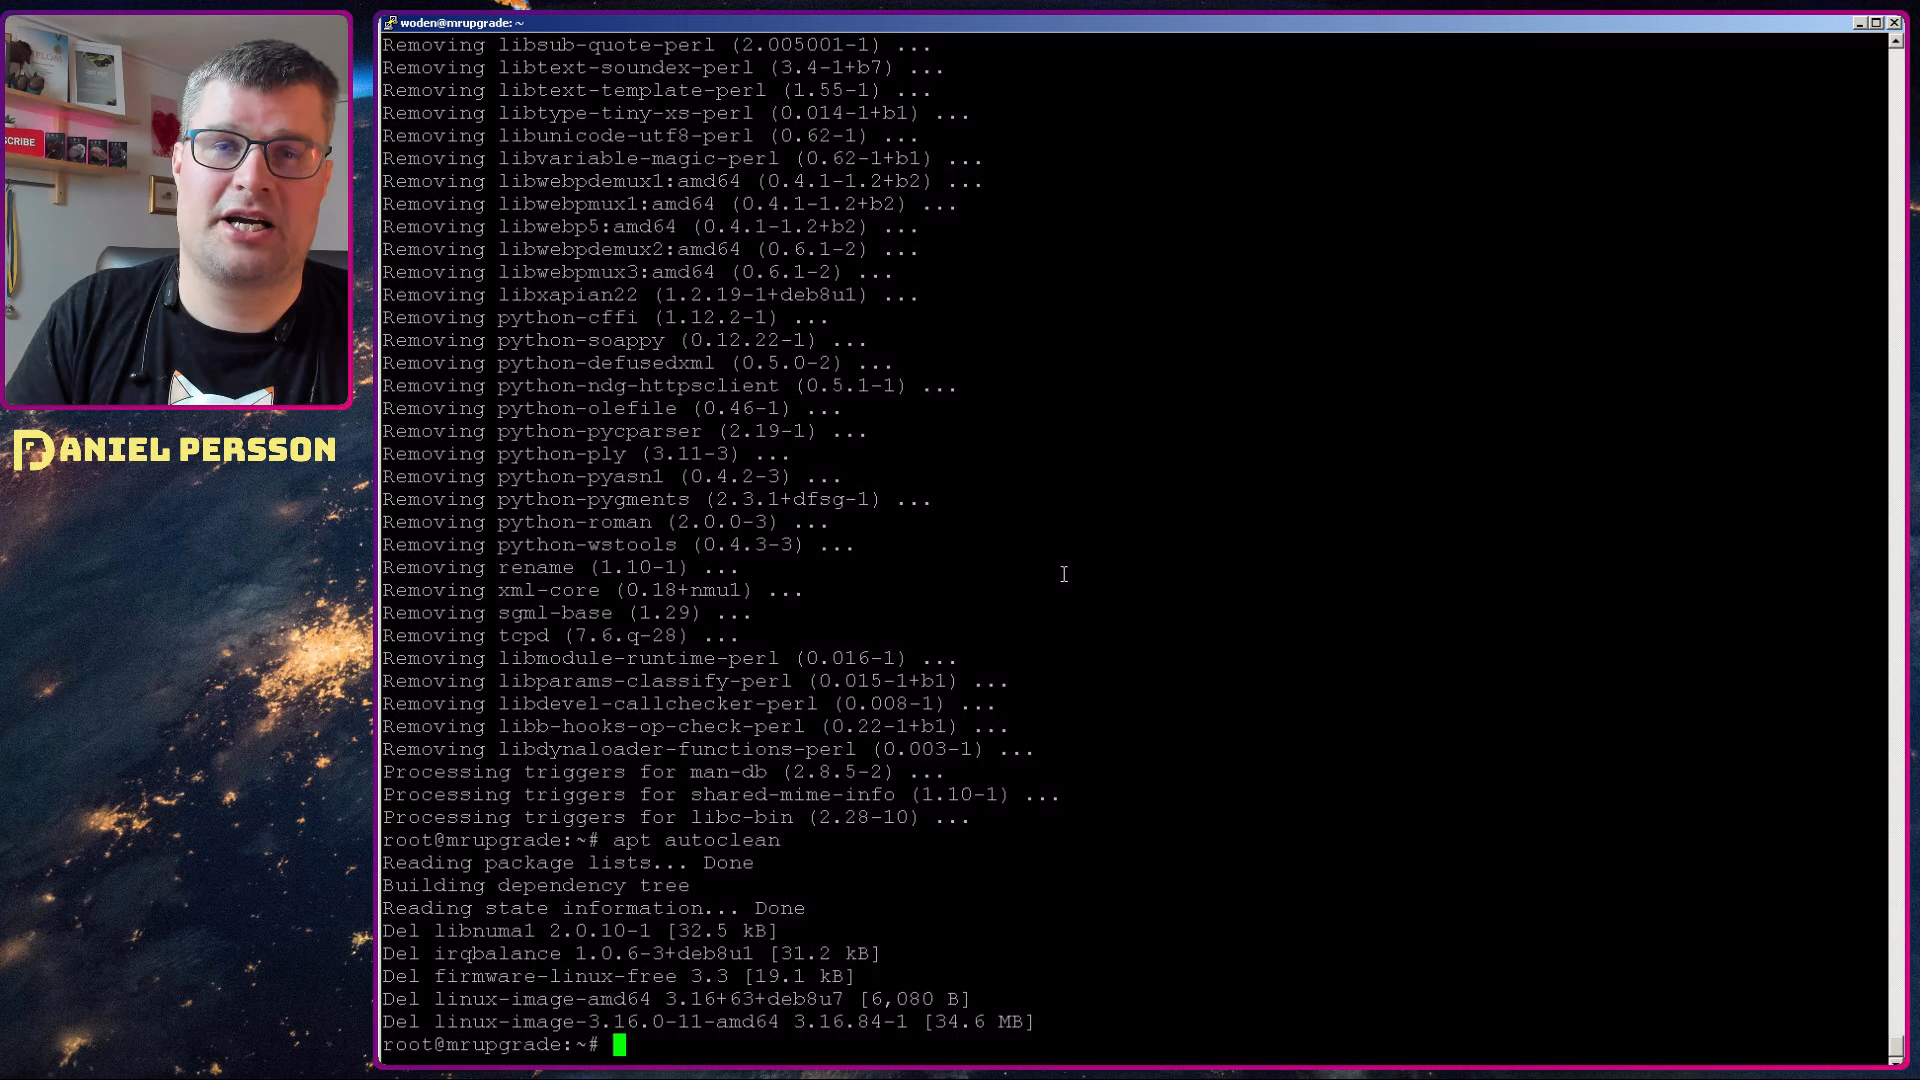 woden@mrupgrade: ~
Removing libsub-quote-perl (2.005001-1) ...
Removing libtext-soundex-perl (3.4-1+b7) ...
Removing libtext-template-perl (1.55-1) ...
Removing libtype-tiny-xs-perl (0.014-1+b1) ...
Removing libunicode-utf8-perl (0.62-1) ...
Removing libvariable-magic-perl (0.62-1+b1) ...
Removing libwebpdemux1:amd64 (0.4.1-1.2+b2) ...
Removing libwebpmux1:amd64 (0.4.1-1.2+b2) ...
Removing libwebp5:amd64 (0.4.1-1.2+b2) ...
Removing libwebpdemux2:amd64 (0.6.1-2) ...
Removing libwebpmux3:amd64 (0.6.1-2) ...
Removing libxapian22 (1.2.19-1+deb8u1) ...
Removing python-cffi (1.12.2-1) ...
Removing python-soappy (0.12.22-1) ...
Removing python-defusedxml (0.5.0-2) ...
Removing python-ndg-httpsclient (0.5.1-1) ...
Removing python-olefile (0.46-1) ...
Removing python-pycparser (2.19-1) ...
Removing python-ply (3.11-3) ...
Removing python-pyasn1 (0.4.2-3) ...
Removing python-pygments (2.3.1+dfsg-1) ...
Removing python-roman (2.0.0-3) ...
Removing python-wstools (0.4.3-3) ...
Removing rename (1.10-1) ...
Removing xml-core (0.18+nmu1) ...
Removing sgml-base (1.29) ...
Removing tcpd (7.6.q-28) ...
Removing libmodule-runtime-perl (0.016-1) ...
Removing libparams-classify-perl (0.015-1+b1) ...
Removing libdevel-callchecker-perl (0.008-1) ...
Removing libb-hooks-op-check-perl (0.22-1+b1) ...
Removing libdynaloader-functions-perl (0.003-1) ...
Processing triggers for man-db (2.8.5-2) ...
Processing triggers for shared-mime-info (1.10-1) ...
Processing triggers for libc-bin (2.28-10) ...
root@mrupgrade:~# apt autoclean
Reading package lists... Done
Building dependency tree
Reading state information... Done
Del libnuma1 2.0.10-1 [32.5 kB]
Del irqbalance 1.0.6-3+deb8u1 [31.2 kB]
Del firmware-linux-free 3.3 [19.1 kB]
Del linux-image-amd64 3.16+63+deb8u7 [6,080 B]
Del linux-image-3.16.0-11-amd64 3.16.84-1 [34.6 MB]
root@mrupgrade:~#
SCRIBE
DANIEL PERSSON